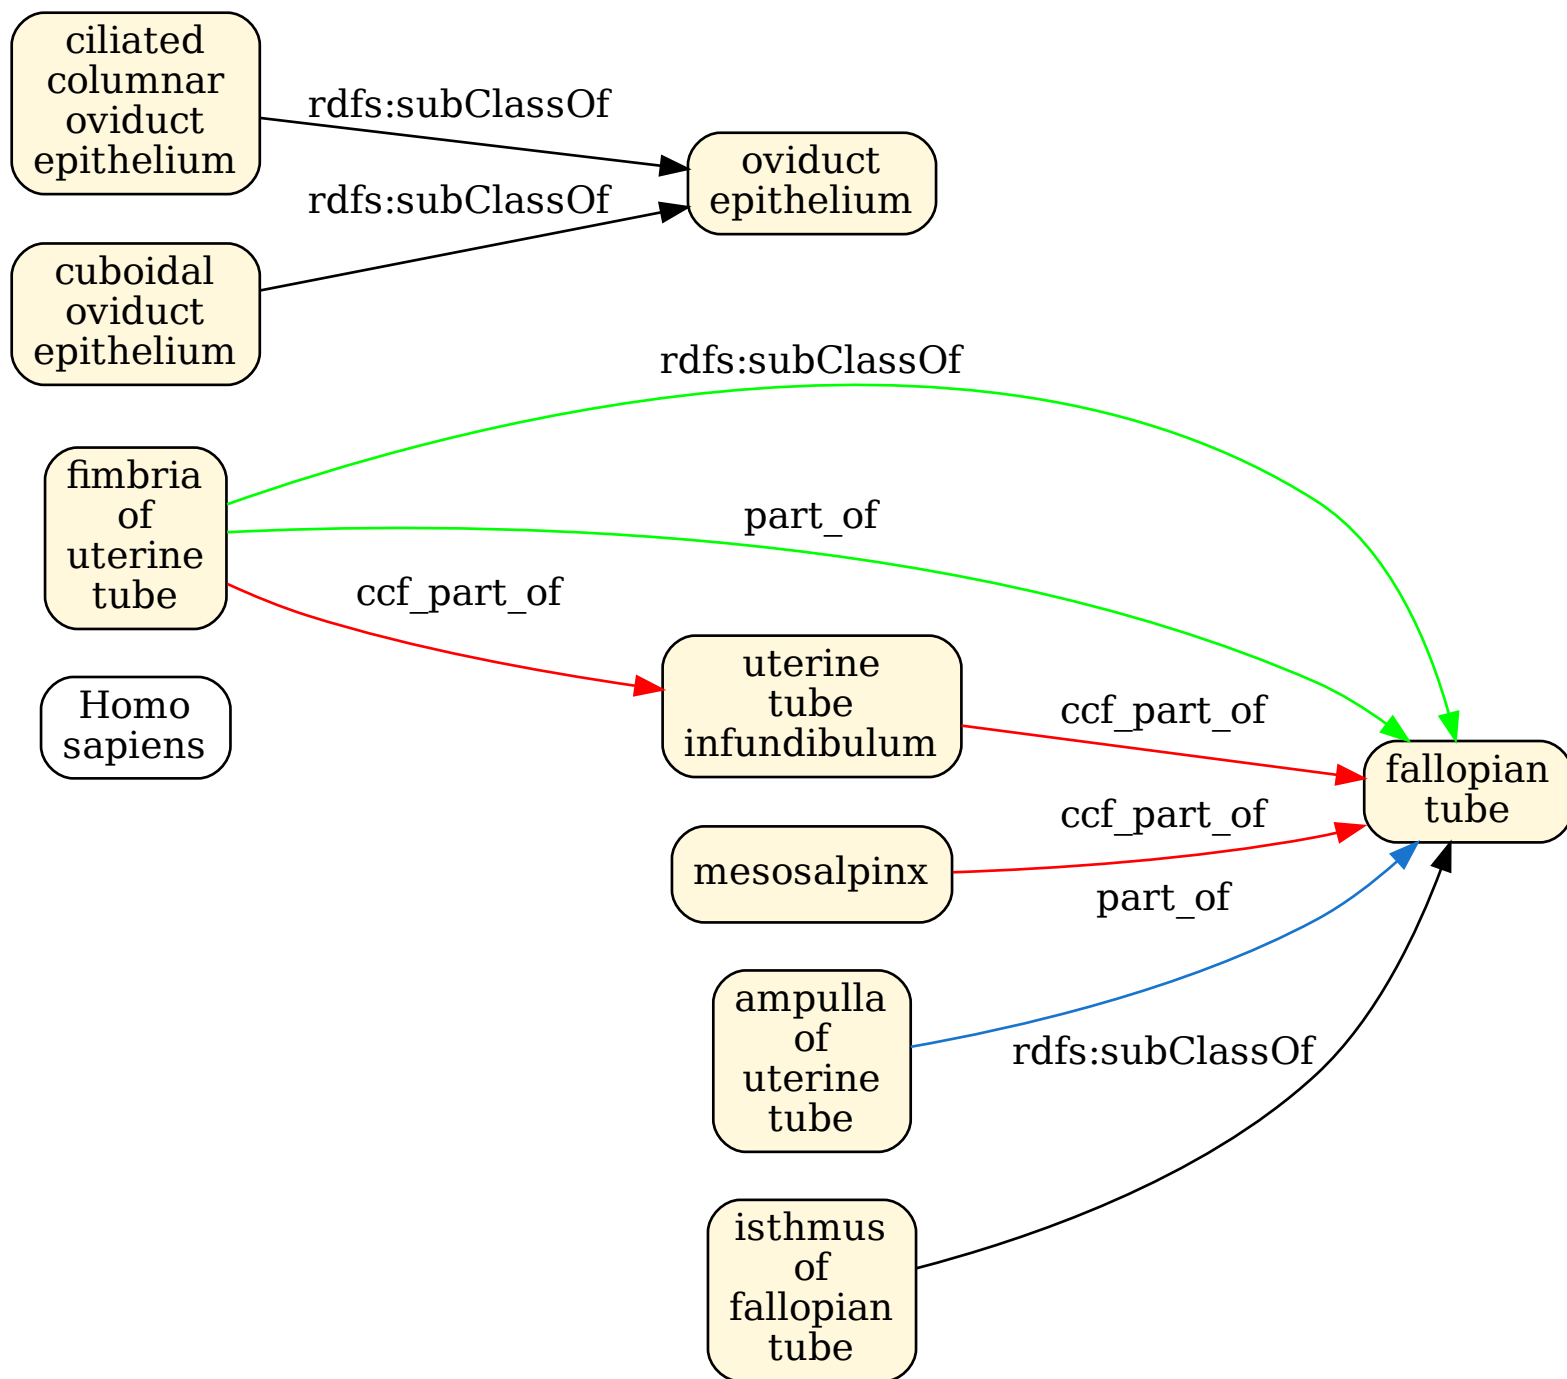 ciliated
columnar
oviduct
epithelium
rdfs:subClassOf
oviduct
epithelium
rdfs:subClassOf
cuboidal
oviduct
epithelium
rdfs:subClassOf
fimbria
of
uterine
tube
part_of
ccf_part_of
uterine
tube
infundibulum
Homo
sapiens
ccf_part_of
fallopian
tube
ccf_part_of
mesosalpinx
part_of
ampulla
of
uterine
tube
rdfs:subClassOf
isthmus
of
fallopian
tube